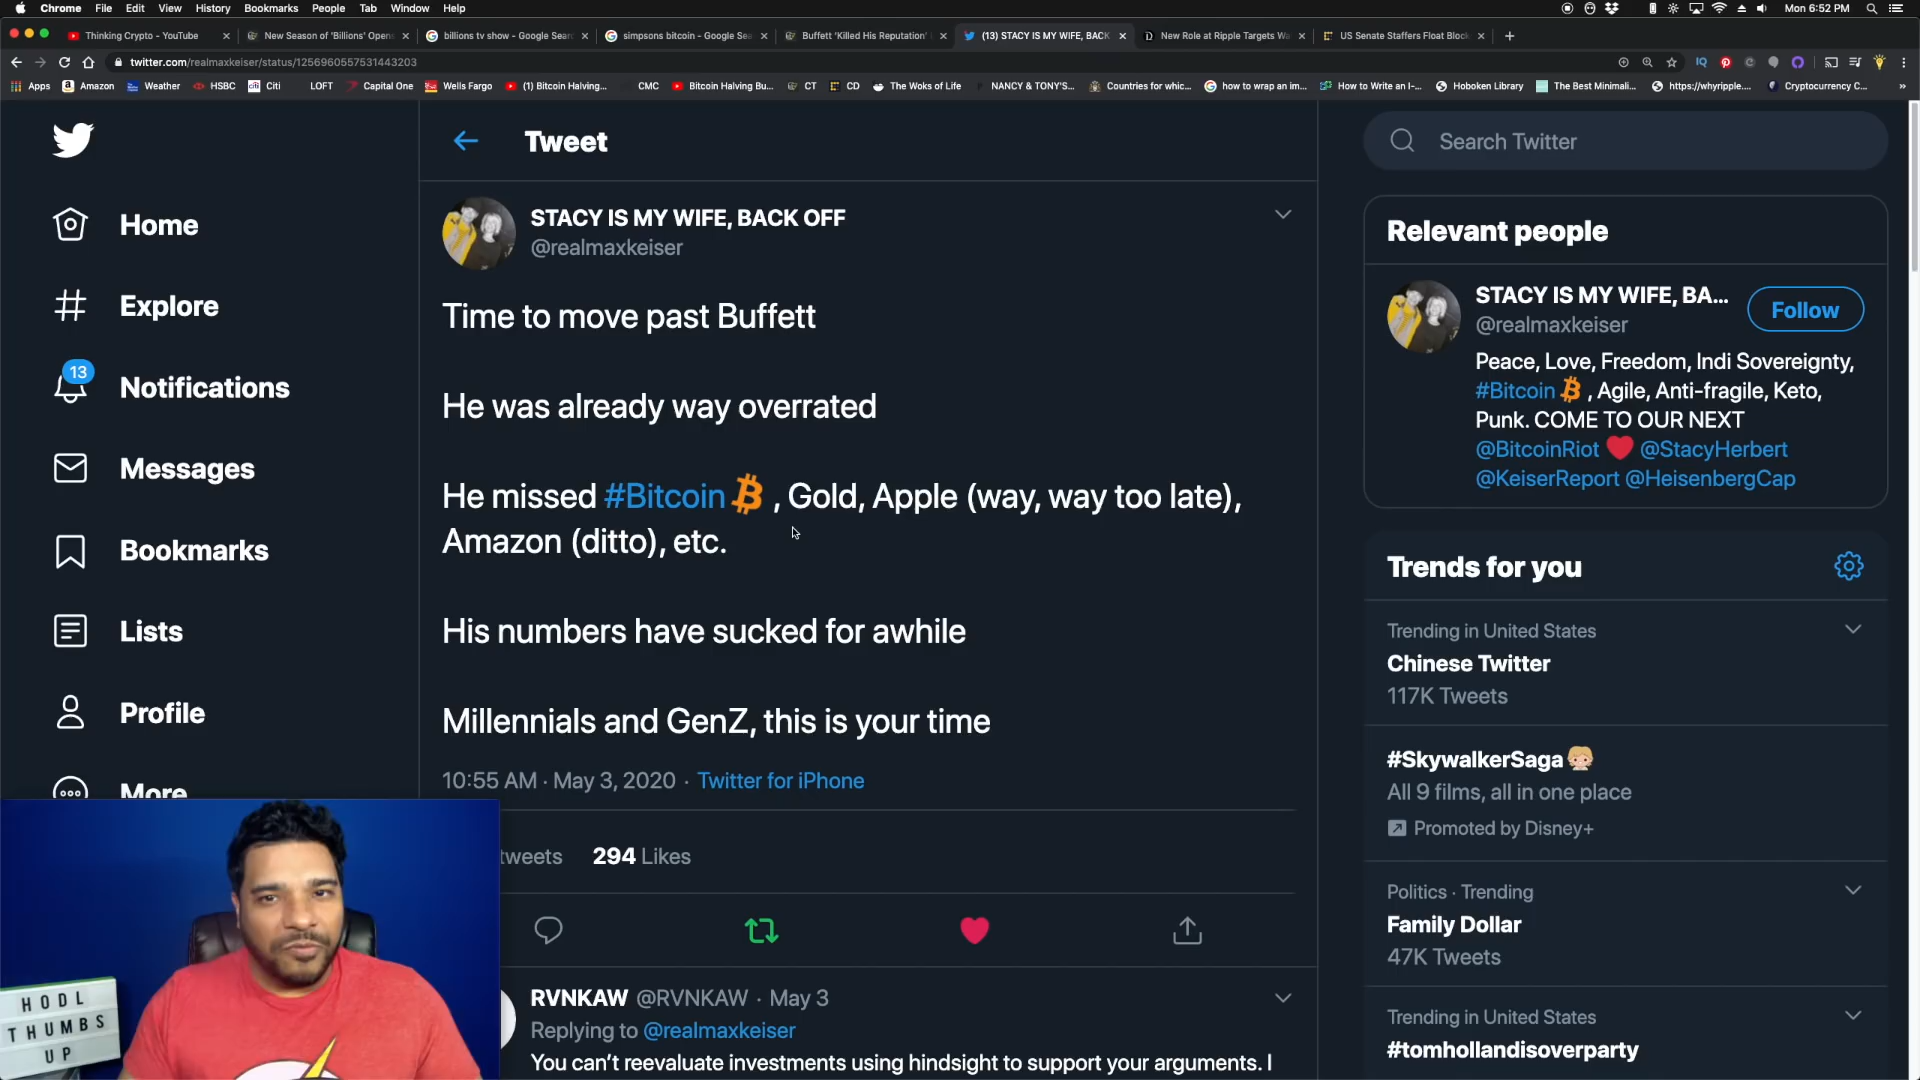 Chrome File Edit View History Bookmarks People Tab Window Help
Mon 6:52 PM
Thinking Crypto - YouTube
New Season of 'Billions' Open
billions tv show - Google Sear
simpsons bitcoin - Google Sea
Buffett 'Killed His Reputation'
(13) STACY IS MY WIFE, BACK
New Role at Ripple Targets Wa
US Senate Staffers Float Block
twitter.com/realmaxkeiser/status/1256960557531443203
Apps Amazon Weather HSBC Citi LOFT Capital One Wells Fargo (1) Bitcoin Halving... CMC Bitcoin Halving Bu... CT CD The Woks of Life NANCY & TONY'S... Countries for whic... how to wrap an im... How to Write an I-... Hoboken Library The Best Minimali... https://whyripple.... Cryptocurrency C...
Home
Explore
13
Notifications
Messages
Bookmarks
Lists
Profile
More
Tweet
STACY IS MY WIFE, BACK OFF
@realmaxkeiser
Time to move past Buffett
He was already way overrated
He missed #Bitcoin₿ , Gold, Apple (way, way too late),
Amazon (ditto), etc.
His numbers have sucked for awhile
Millennials and GenZ, this is your time
10:55 AM · May 3, 2020 · Twitter for iPhone
tweets 294 Likes
RVNKAW @RVNKAW · May 3
Replying to @realmaxkeiser
You can't reevaluate investments using hindsight to support your arguments. I
Search Twitter
Relevant people
STACY IS MY WIFE, BA...
@realmaxkeiser
Follow
Peace, Love, Freedom, Indi Sovereignty,
#Bitcoin₿ , Agile, Anti-fragile, Keto,
Punk. COME TO OUR NEXT
@BitcoinRiot ❤️ @StacyHerbert
@KeiserReport @HeisenbergCap
Trends for you
Trending in United States
Chinese Twitter
117K Tweets
#SkywalkerSaga
All 9 films, all in one place
Promoted by Disney+
Politics · Trending
Family Dollar
47K Tweets
Trending in United States
#tomhollandisoverparty
HODL
THUMBS
UP